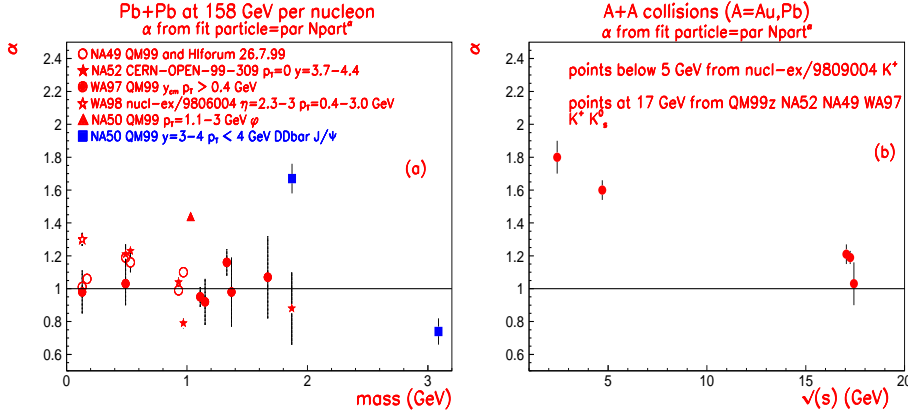 Pb+Pb at 158 GeV per nucleon
α from fit particle=par Npartᵅ
α
NA49 QM99 and HIforum 26.7.99
NA52 CERN-OPEN-99-309 pT=0 y=3.7-4.4
WA97 QM99 ycm pT > 0.4 GeV
WA98 nucl-ex/9806004 η=2.3-3 pT=0.4-3.0 GeV
NA50 QM99 pT=1.1-3 GeV φ
NA50 QM99 y=3-4 pT < 4 GeV DDbar J/Ψ
(a)
2.4
2.2
2
1.8
1.6
1.4
1.2
1
0.8
0.6
0 1 2 3
mass (GeV)
A+A collisions (A=Au,Pb)
α from fit particle=par Npartᵅ
α
points below 5 GeV from nucl-ex/9809004 K⁺
points at 17 GeV from QM99z NA52 NA49 WA97
K⁺ K⁰s
(b)
2.4
2.2
2
1.8
1.6
1.4
1.2
1
0.8
0.6
0 5 10 15 20
√(s) (GeV)